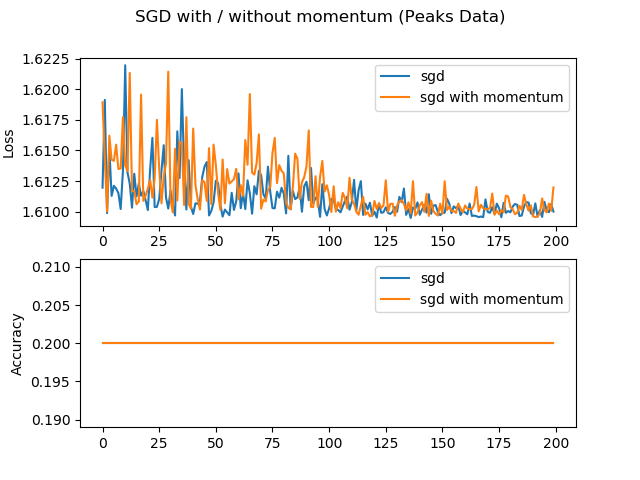 SGD with / without momentum (Peaks Data)
Loss
1.6225
1.6200
1.6175
1.6150
1.6125
1.6100
sgd
sgd with momentum
0 25 50 75 100 125 150 175 200
Accuracy
0.210
0.205
0.200
0.195
0.190
sgd
sgd with momentum
0 25 50 75 100 125 150 175 200